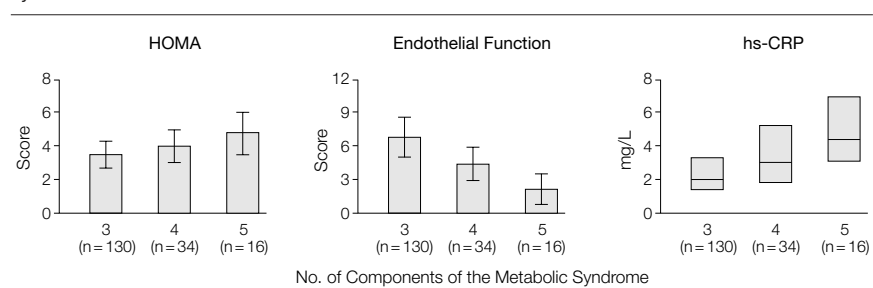 HOMA
8
6
4
2
0
Score
3 4 5
(n=130) (n=34) (n=16)
Endothelial Function
12
9
6
3
0
Score
3 4 5
(n=130) (n=34) (n=16)
hs-CRP
8
6
4
2
0
mg/L
3 4 5
(n=130) (n=34) (n=16)
No. of Components of the Metabolic Syndrome